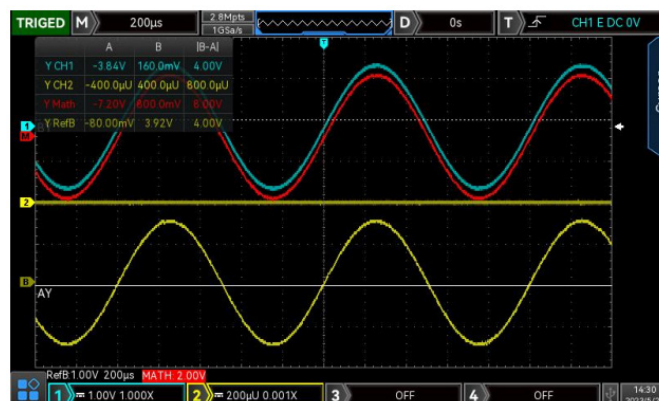 TRIGED M 200μs 2.8Mpts 1GSa/s D 0s T CH1 E DC 0V
A B |B-A|
Y CH1 -3.84V 160.0mV 4.00V
Y CH2 -400.0μU 400.0μU 800.0μU
Y Math -7.20V 800.0mV 8.00V
Y RefB -80.00mV 3.92V 4.00V
T
1
M
2
B
AY
RefB:1.00V 200μs MATH: 2.00V
1 1.00V 1.000X 2 200μU 0.001X 3 OFF 4 OFF 14:30